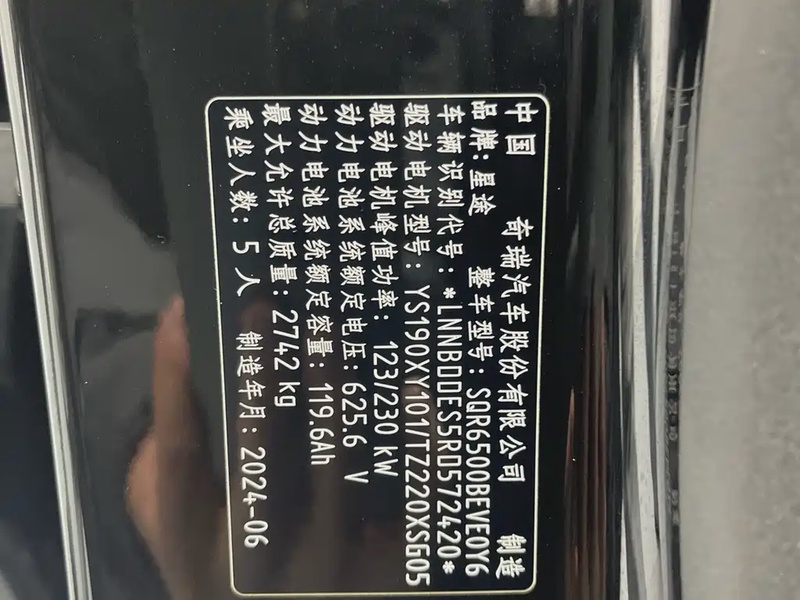 中国 奇瑞汽车股份有限公司 制造
品牌:星途 整车型号:SQR6500BEVE0Y6
车辆识别代号:*LNNBDDES5RD572420*
驱动电机型号:YS190XY101/TZ220XSG05
驱动电机峰值功率:123/230 kW
动力电池系统额定电压:625.6 V
动力电池系统额定容量:119.6Ah
最大允许总质量:2742 kg
乘坐人数:5 人 制造年月:2024-06